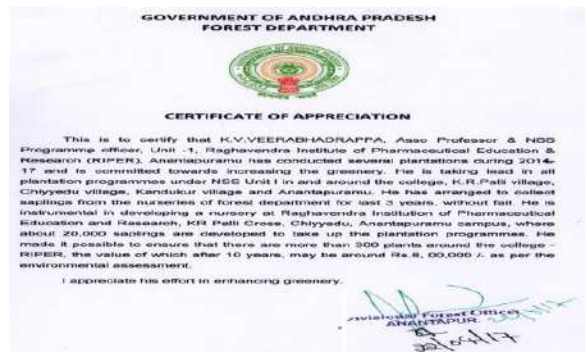 GOVERNMENT OF ANDHRA PRADESH
FOREST DEPARTMENT
CERTIFICATE OF APPRECIATION
This is to certify that K.V.VEERABHADRAPPA, Asso Professor & NSS
Programme officer, Unit -1, Raghavendra Institute of Pharmaceutical Education &
Research (RIPER), Anantapuramu has conducted several plantations during 2014-
17 and is committed towards increasing the greenery. He is taking lead in all
plantation programmes under NSS Unit I in and around the college, K.R.Palli village,
Chiyyedu village, Kandukur village and Anantapuramu. He has arranged to collect
saplings from the nurseries of forest department for last 3 years, without fail. He is
instrumental in developing a nursery at Raghavendra Institution of Pharmaceutical
Education and Research, KR Palli Cross, Chiyyedu, Anantapuramu campus, where
about 20,000 saplings are developed to take up the plantation programmes. He
made it possible to ensure that there are more than 300 plants around the college -
RIPER, the value of which after 10 years, may be around Rs.6, 00,000 /- as per the
environmental assessment.
I appreciate his effort in enhancing greenery.
Divisional Forest Officer
ANANTAPUR.
22/04/17